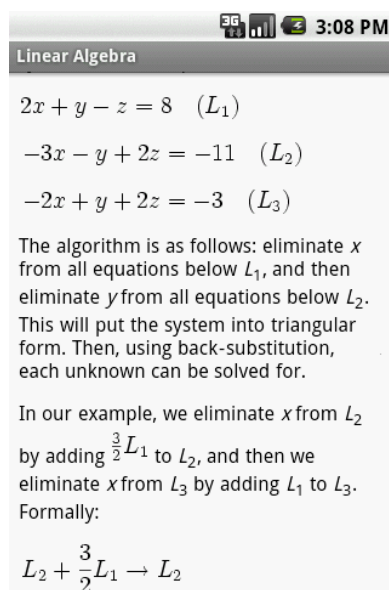 3G 3:08 PM
Linear Algebra
2x + y − z = 8 (L₁)
−3x − y + 2z = −11 (L₂)
−2x + y + 2z = −3 (L₃)
The algorithm is as follows: eliminate x
from all equations below L₁, and then
eliminate y from all equations below L₂.
This will put the system into triangular
form. Then, using back-substitution,
each unknown can be solved for.
In our example, we eliminate x from L₂
by adding 3/2 L₁ to L₂, and then we
eliminate x from L₃ by adding L₁ to L₃.
Formally:
L₂ + 3/2 L₁ → L₂